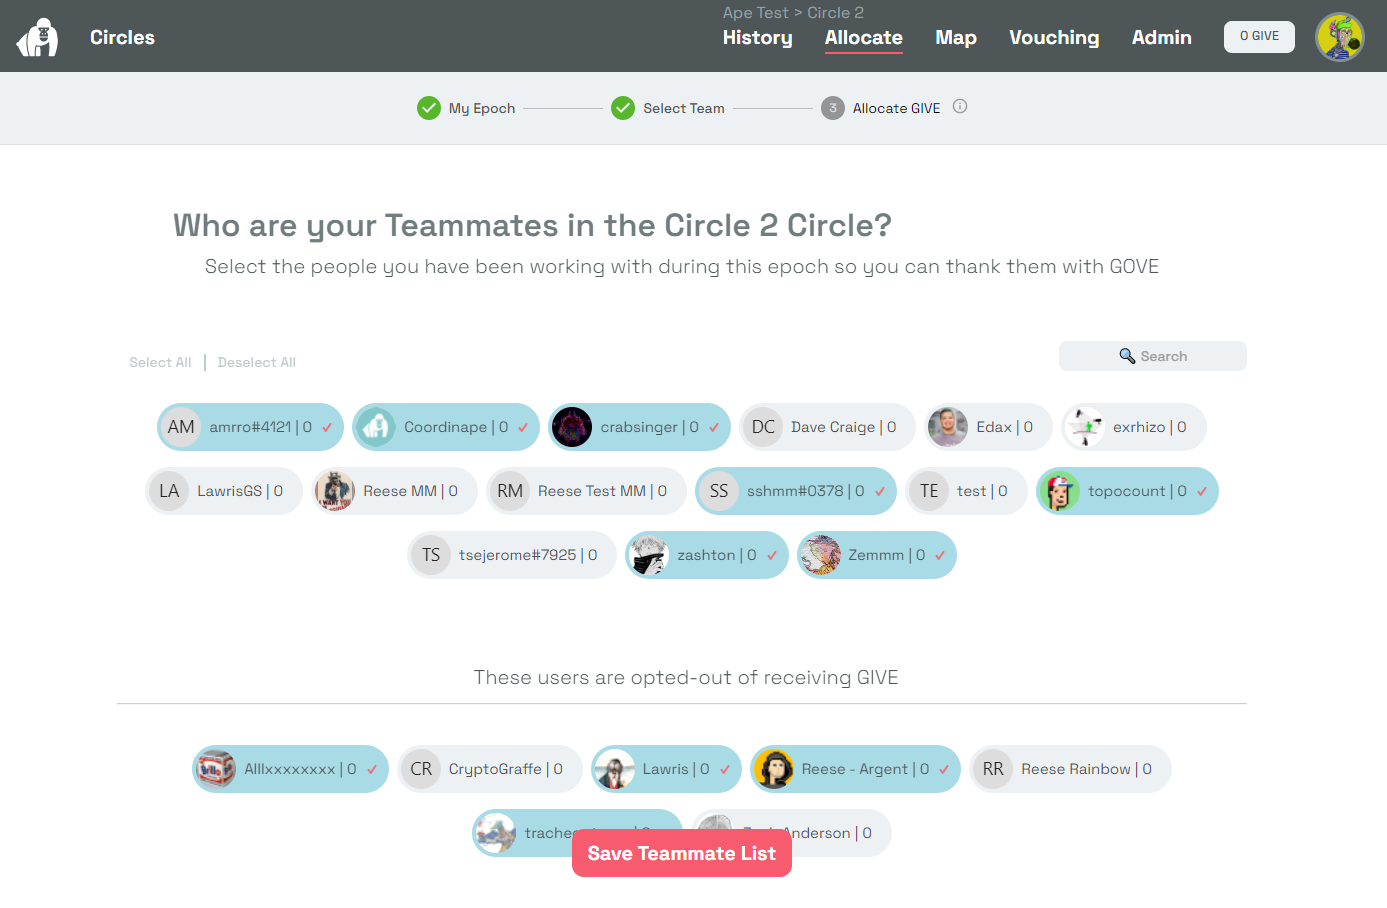 Ape Test > Circle 2
Circles
History Allocate Map Vouching Admin 0 GIVE
My Epoch Select Team 3 Allocate GIVE
Who are your Teammates in the Circle 2 Circle?
Select the people you have been working with during this epoch so you can thank them with GOVE
Select All | Deselect All
Search
AM amrro#4121 | 0 Coordinape | 0 crabsinger | 0 DC Dave Craige | 0 Edax | 0 exrhizo | 0
LA LawrisGS | 0 Reese MM | 0 RM Reese Test MM | 0 SS sshmm#0378 | 0 TE test | 0 topocount | 0
TS tsejerome#7925 | 0 zashton | 0 Zemmm | 0
These users are opted-out of receiving GIVE
Alllxxxxxxxx | 0 CR CryptoGraffe | 0 Lawris | 0 Reese - Argent | 0 RR Reese Rainbow | 0
Anderson | 0
Save Teammate List